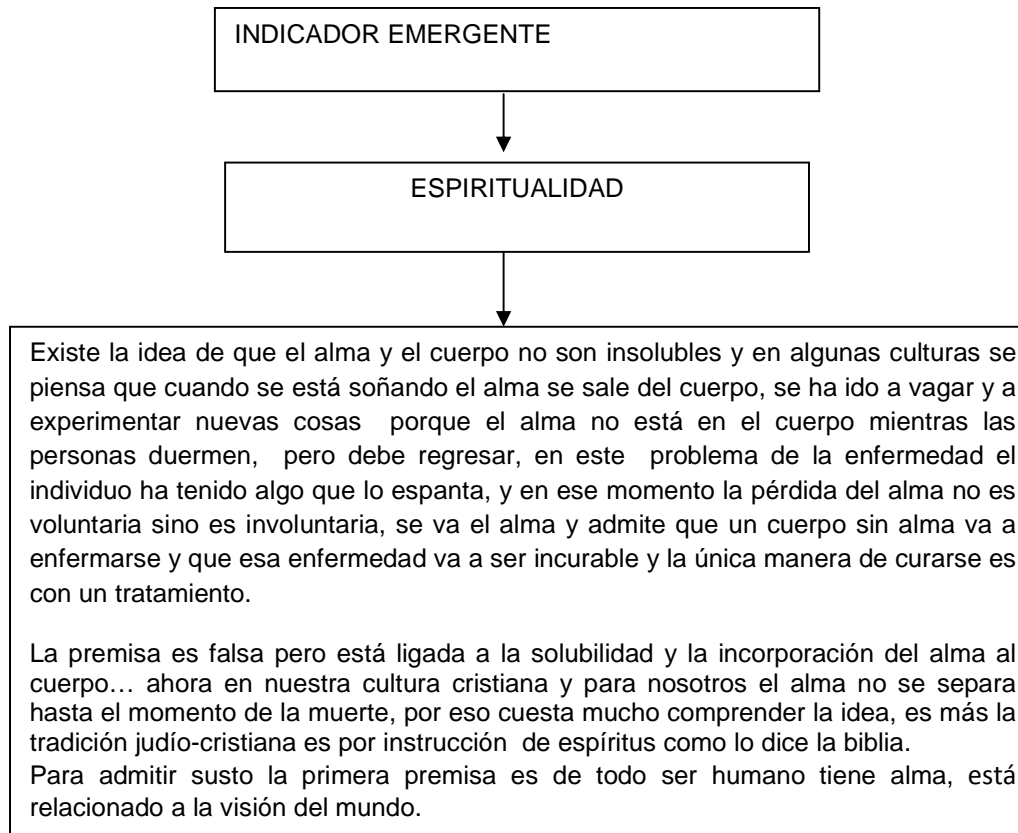 INDICADOR EMERGENTE
ESPIRITUALIDAD
Existe la idea de que el alma y el cuerpo no son insolubles y en algunas culturas se
piensa que cuando se está soñando el alma se sale del cuerpo, se ha ido a vagar y a
experimentar nuevas cosas porque el alma no está en el cuerpo mientras las
personas duermen, pero debe regresar, en este problema de la enfermedad el
individuo ha tenido algo que lo espanta, y en ese momento la pérdida del alma no es
voluntaria sino es involuntaria, se va el alma y admite que un cuerpo sin alma va a
enfermarse y que esa enfermedad va a ser incurable y la única manera de curarse es
con un tratamiento.
La premisa es falsa pero está ligada a la solubilidad y la incorporación del alma al
cuerpo… ahora en nuestra cultura cristiana y para nosotros el alma no se separa
hasta el momento de la muerte, por eso cuesta mucho comprender la idea, es más la
tradición judío-cristiana es por instrucción de espíritus como lo dice la biblia.
Para admitir susto la primera premisa es de todo ser humano tiene alma, está
relacionado a la visión del mundo.